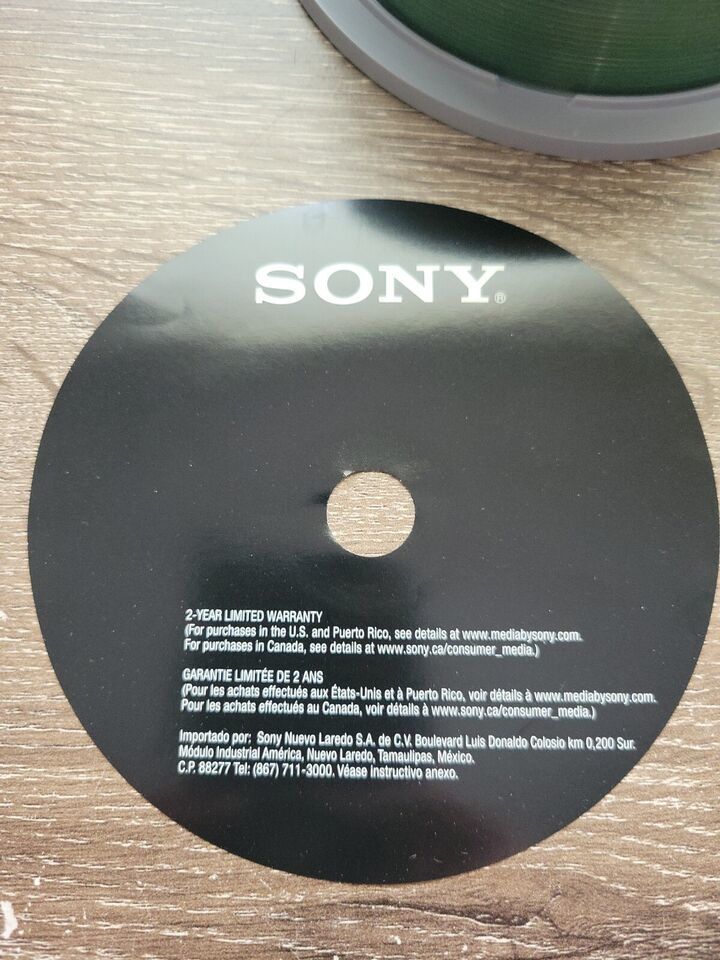 SONY®
2-YEAR LIMITED WARRANTY
(For purchases in the U.S. and Puerto Rico, see details at www.mediabysony.com.
For purchases in Canada, see details at www.sony.ca/consumer_media.)
GARANTIE LIMITÉE DE 2 ANS
(Pour les achats effectués aux États-Unis et à Puerto Rico, voir détails à www.mediabysony.com.
Pour les achats effectués au Canada, voir détails à www.sony.ca/consumer_media.)
Importado por: Sony Nuevo Laredo S.A. de C.V. Boulevard Luis Donaldo Colosio km 0,200 Sur.
Módulo Industrial América, Nuevo Laredo, Tamaulipas, México.
C.P. 88277 Tel: (867) 711-3000. Véase instructivo anexo.